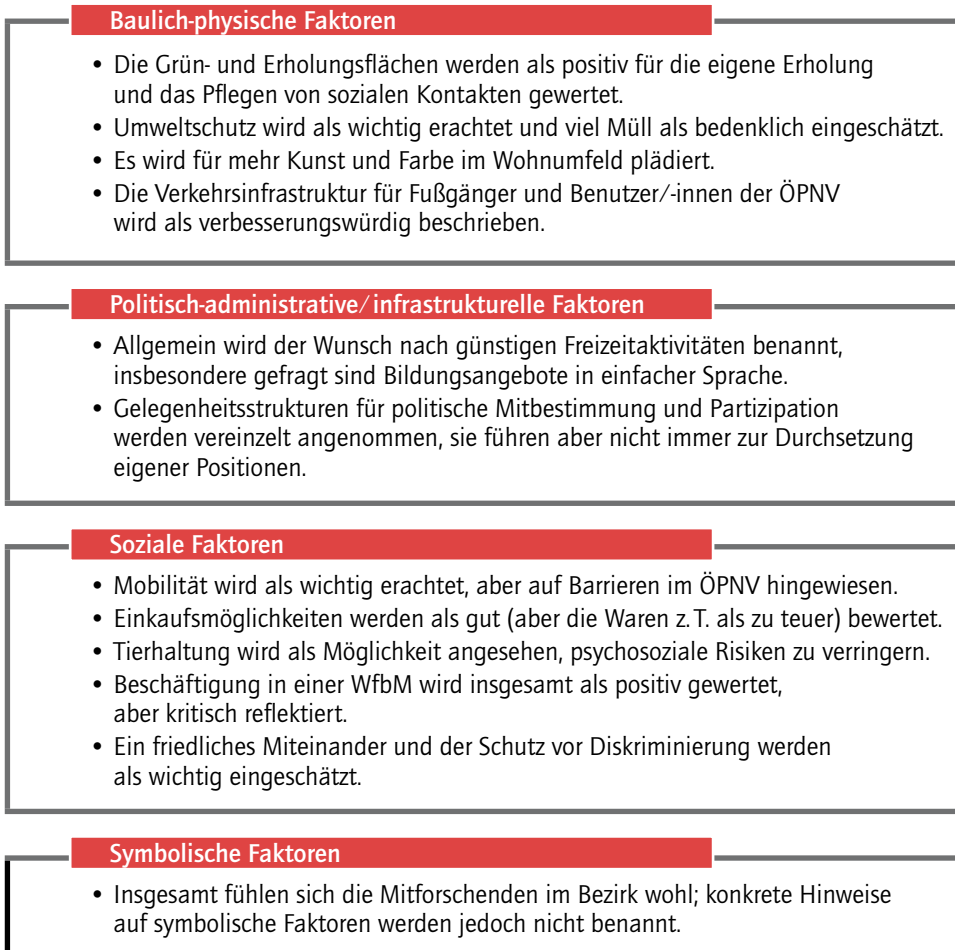 Baulich-physische Faktoren
• Die Grün- und Erholungsflächen werden als positiv für die eigene Erholung
und das Pflegen von sozialen Kontakten gewertet.
• Umweltschutz wird als wichtig erachtet und viel Müll als bedenklich eingeschätzt.
• Es wird für mehr Kunst und Farbe im Wohnumfeld plädiert.
• Die Verkehrsinfrastruktur für Fußgänger und Benutzer/-innen der ÖPNV
wird als verbesserungswürdig beschrieben.
Politisch-administrative/infrastrukturelle Faktoren
• Allgemein wird der Wunsch nach günstigen Freizeitaktivitäten benannt,
insbesondere gefragt sind Bildungsangebote in einfacher Sprache.
• Gelegenheitsstrukturen für politische Mitbestimmung und Partizipation
werden vereinzelt angenommen, sie führen aber nicht immer zur Durchsetzung
eigener Positionen.
Soziale Faktoren
• Mobilität wird als wichtig erachtet, aber auf Barrieren im ÖPNV hingewiesen.
• Einkaufsmöglichkeiten werden als gut (aber die Waren z.T. als zu teuer) bewertet.
• Tierhaltung wird als Möglichkeit angesehen, psychosoziale Risiken zu verringern.
• Beschäftigung in einer WfbM wird insgesamt als positiv gewertet,
aber kritisch reflektiert.
• Ein friedliches Miteinander und der Schutz vor Diskriminierung werden
als wichtig eingeschätzt.
Symbolische Faktoren
• Insgesamt fühlen sich die Mitforschenden im Bezirk wohl; konkrete Hinweise
auf symbolische Faktoren werden jedoch nicht benannt.